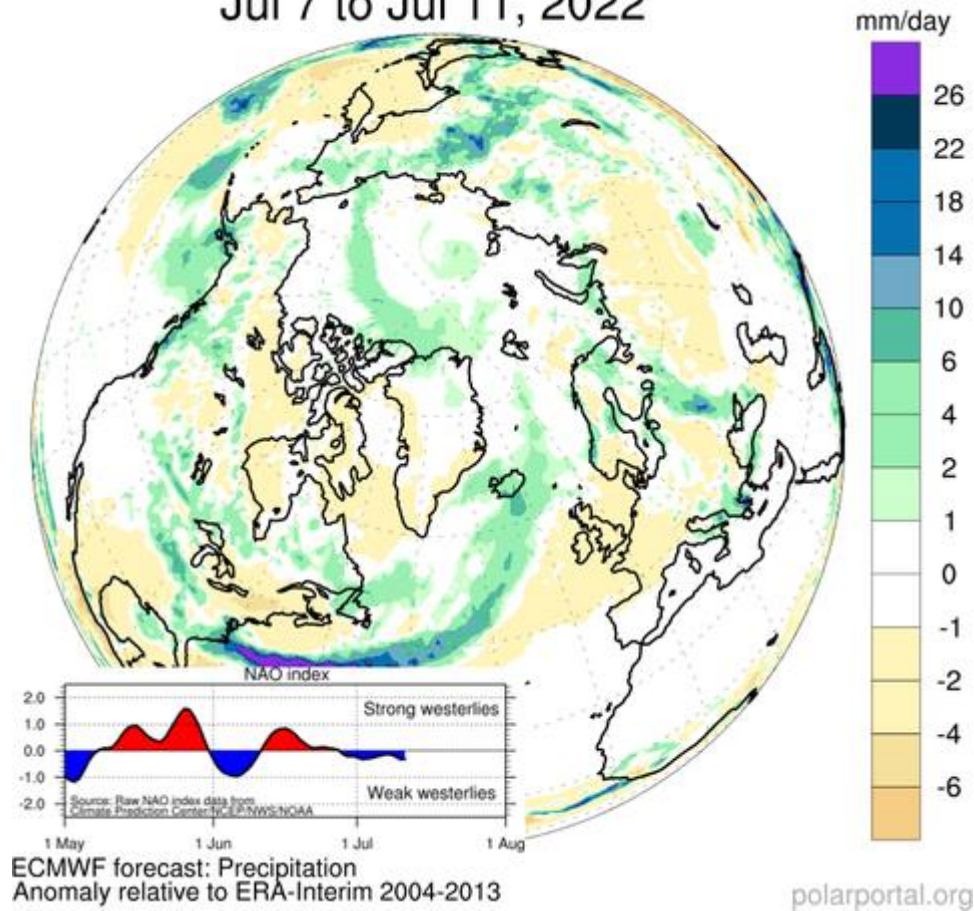 Jul 7 to Jul 11, 2022
mm/day
26
22
18
14
10
6
4
2
1
0
-1
-2
-4
-6
NAO index
2.0
1.0
0.0
-1.0
-2.0
Strong westerlies
Weak westerlies
Source: Raw NAO index data from
Climate Prediction Center/NCEP/NWS/NOAA
1 May
1 Jun
1 Jul
1 Aug
ECMWF forecast: Precipitation
Anomaly relative to ERA-Interim 2004-2013
polarportal.org